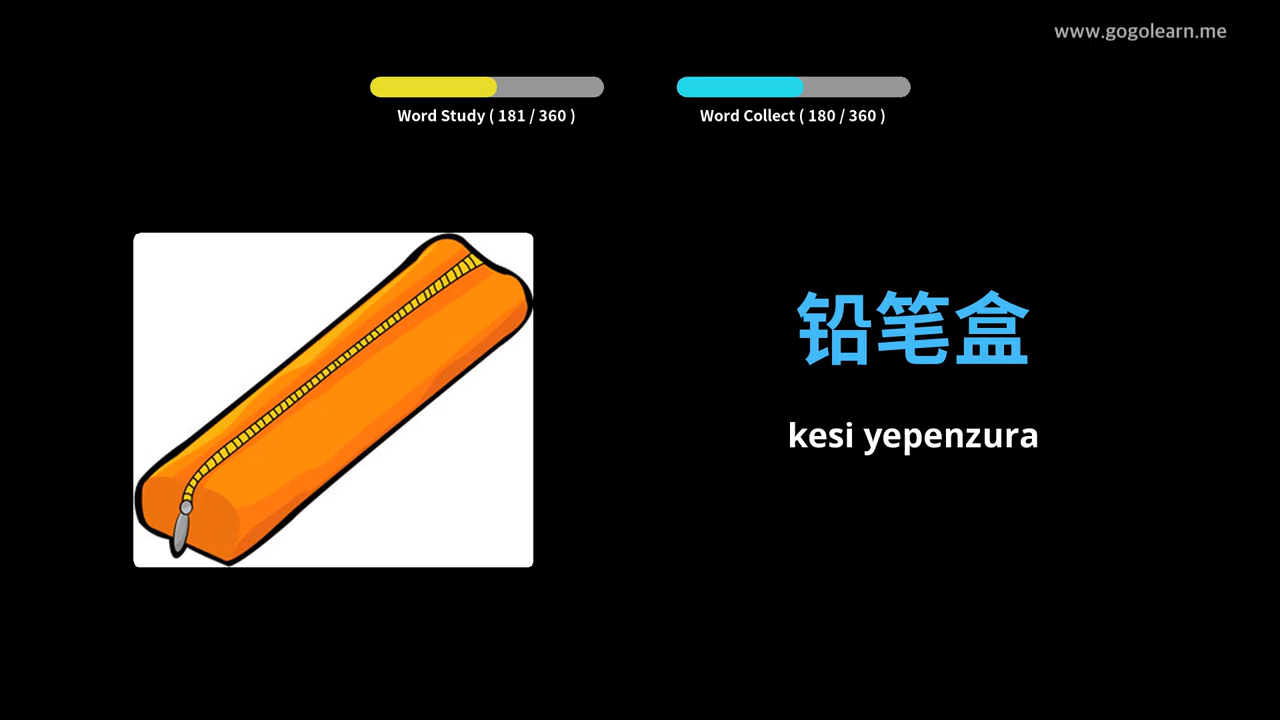 www.gogolearn.me
Word Study ( 181 / 360 )
Word Collect ( 180 / 360 )
铅笔盒
kesi yepenzura